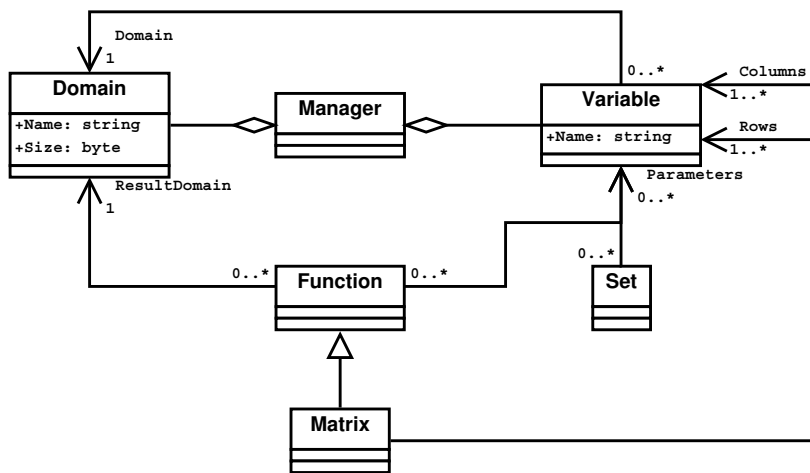 Domain
1
0..*
Columns
1..*
Domain
+Name: string
+Size: byte
Manager
Variable
+Name: string
Rows
1..*
ResultDomain
1
Parameters
0..*
0..*
Function
0..*
0..*
Set
Matrix